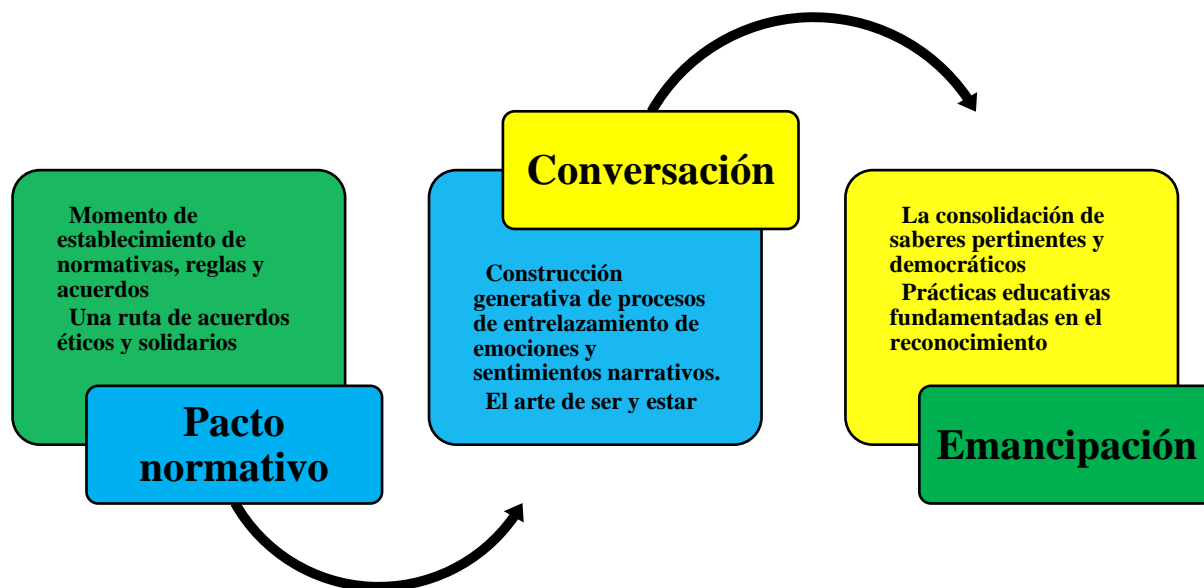 Momento de
establecimiento de
normativas, reglas y
acuerdos
Una ruta de acuerdos
éticos y solidarios
Pacto
normativo
Conversación
Construcción
generativa de procesos
de entrelazamiento de
emociones y
sentimientos narrativos.
El arte de ser y estar
La consolidación de
saberes pertinentes y
democráticos
Prácticas educativas
fundamentadas en el
reconocimiento
Emancipación